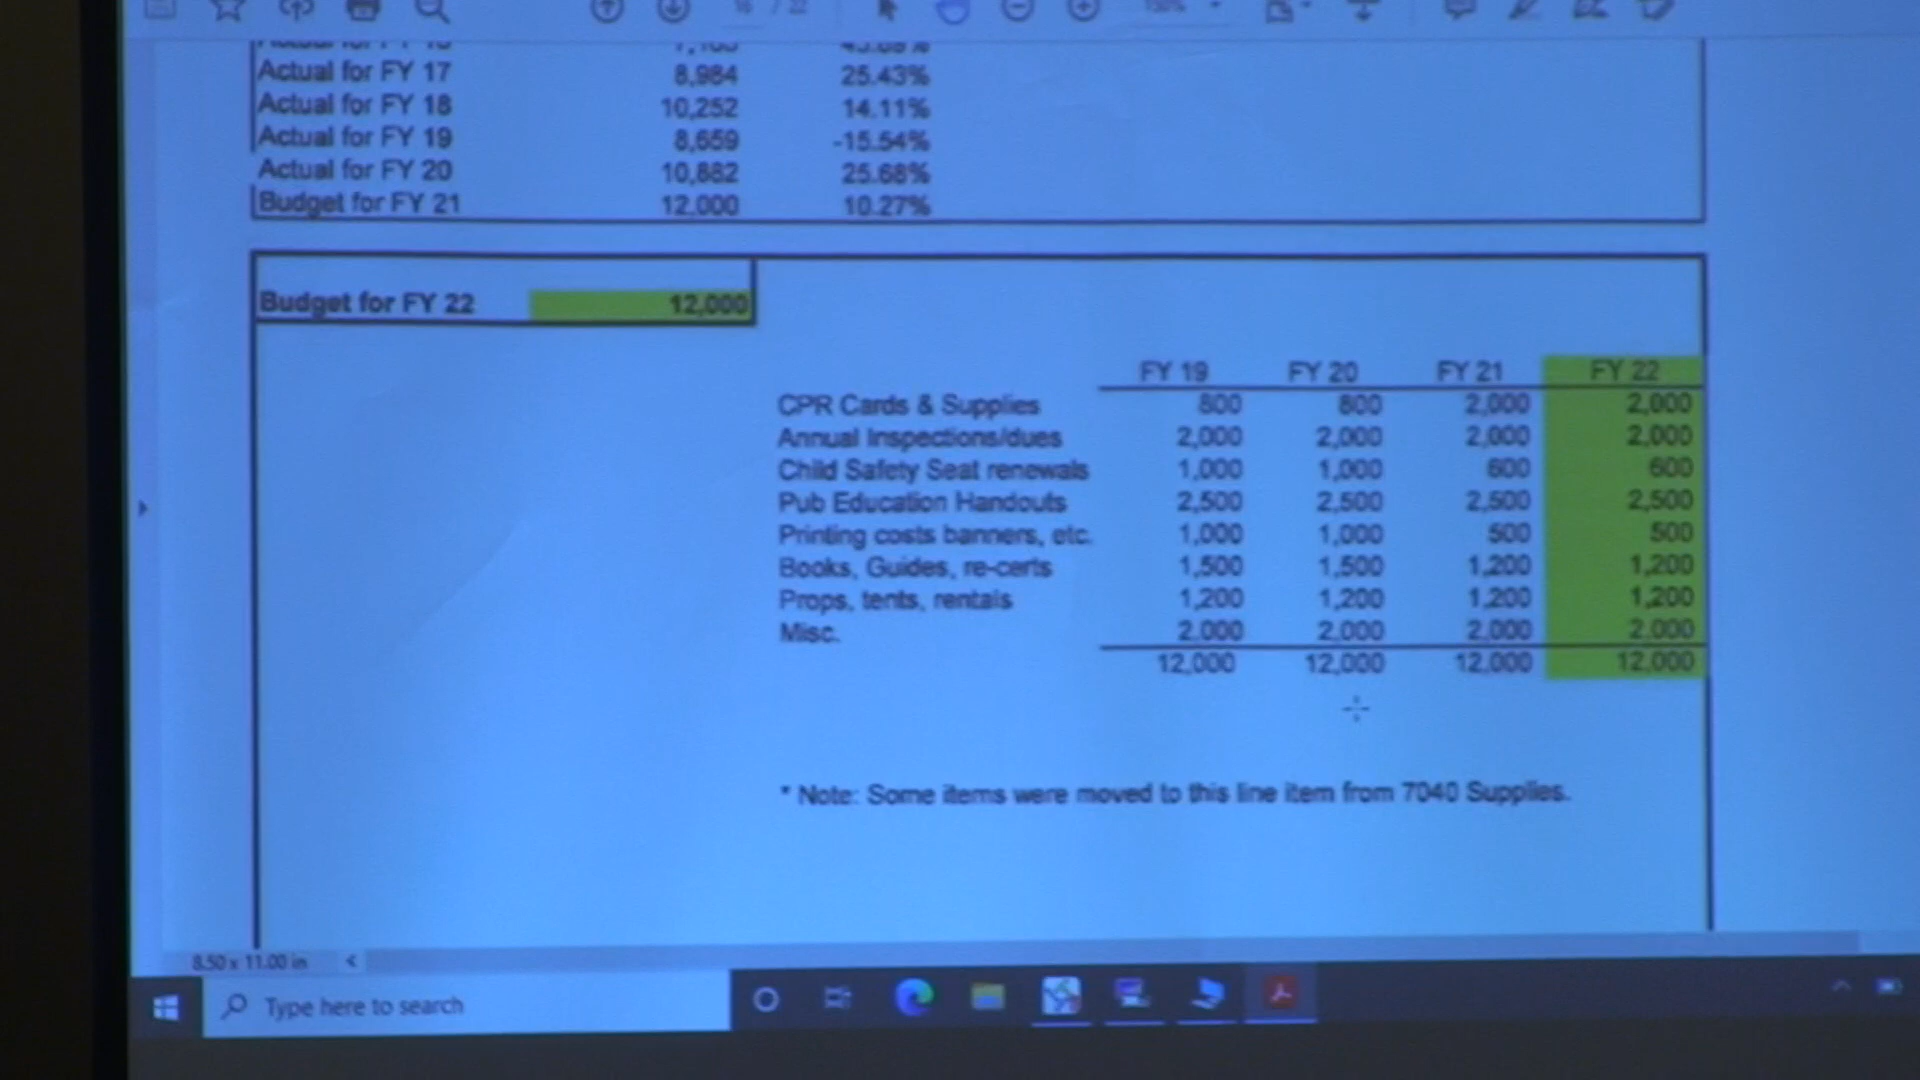 Actual for FY 17 8,984 25.43%
Actual for FY 18 10,252 14.11%
Actual for FY 19 8,659 -15.54%
Actual for FY 20 10,882 25.68%
Budget for FY 21 12,000 10.27%
Budget for FY 22 12,000
FY 19 FY 20 FY 21 FY 22
CPR Cards & Supplies 800 800 2,000 2,000
Annual Inspections/dues 2,000 2,000 2,000 2,000
Child Safety Seat renewals 1,000 1,000 600 600
Pub Education Handouts 2,500 2,500 2,500 2,500
Printing costs banners, etc. 1,000 1,000 500 500
Books, Guides, re-certs 1,500 1,500 1,200 1,200
Props, tents, rentals 1,200 1,200 1,200 1,200
Misc. 2,000 2,000 2,000 2,000
12,000 12,000 12,000 12,000
* Note: Some items were moved to this line item from 7040 Supplies.
8.50 x 11.00 in
Type here to search